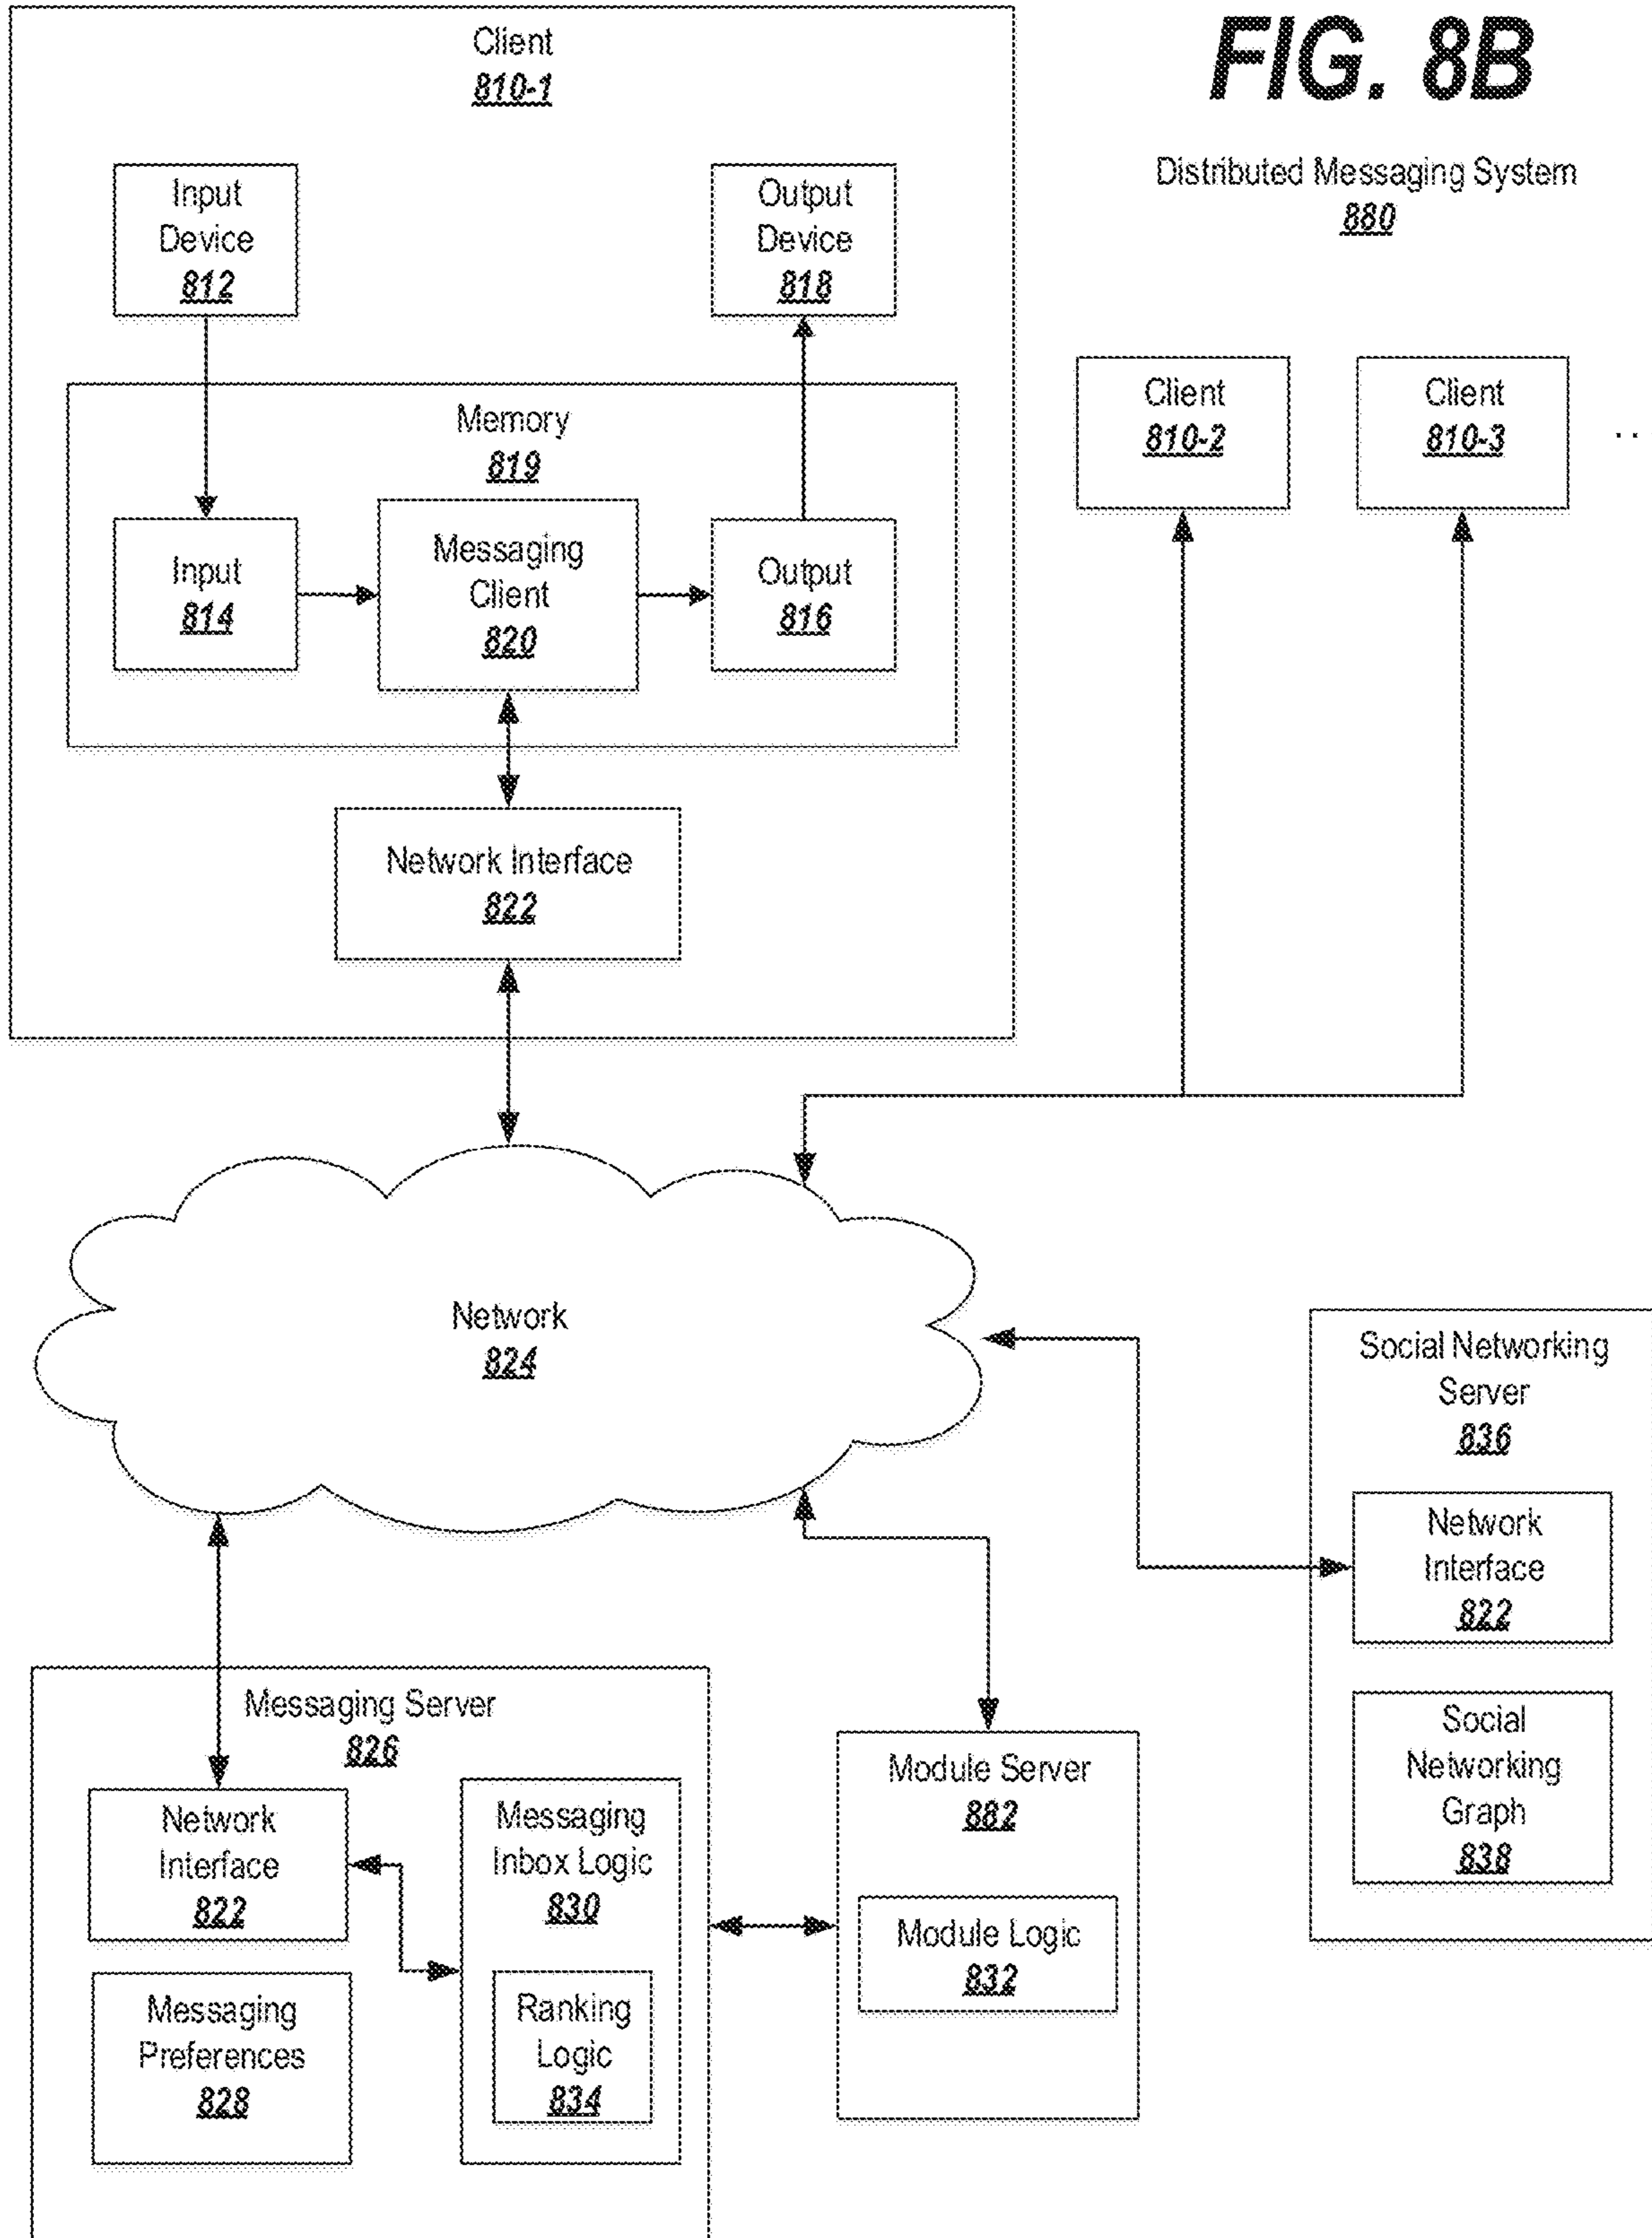 Client
810-1
FIG. 8B
Distributed Messaging System
880
Input
Device
812
Output
Device
818
Memory
819
Client
810-2
Client
810-3
..
Input
814
Messaging
Client
820
Output
816
Network Interface
822
Network
824
Social Networking
Server
836
Network
Interface
822
Social
Networking
Graph
838
Messaging Server
826
Network
Interface
822
Messaging
Preferences
828
Messaging
Inbox Logic
830
Ranking
Logic
834
Module Server
882
Module Logic
832